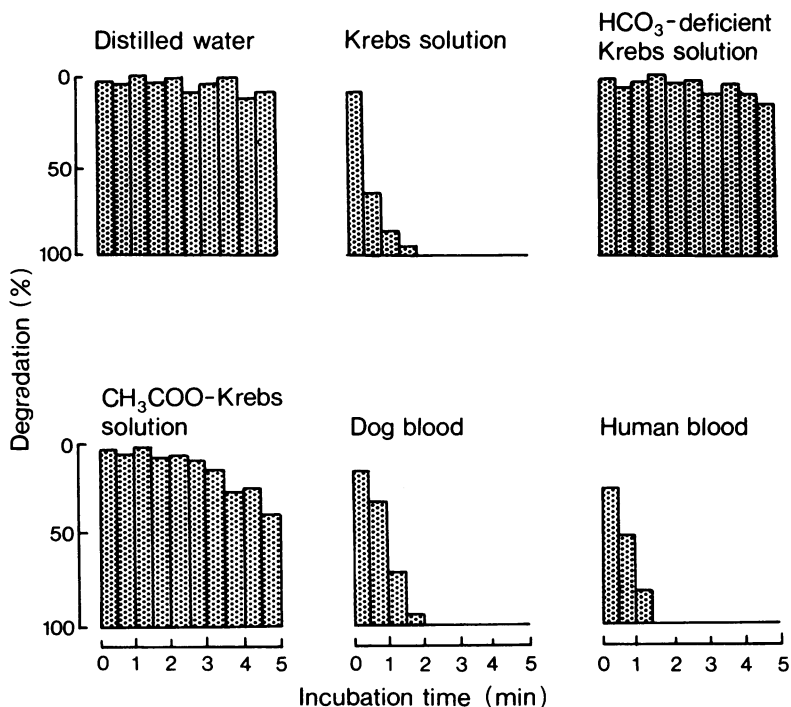 Distilled water
Krebs solution
HCO₃-deficient
Krebs solution
0
50
100
Degradation (%)
CH₃COO-Krebs
solution
Dog blood
Human blood
0
50
100
0 1 2 3 4 5
0 1 2 3 4 5
0 1 2 3 4 5
Incubation time (min)